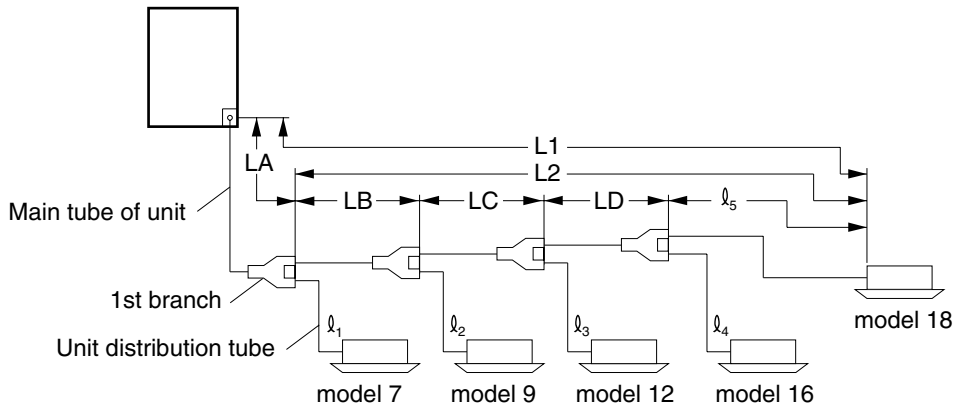 L1
LA
L2
Main tube of unit
LB
LC
LD
ℓ5
1st branch
ℓ1
ℓ2
ℓ3
ℓ4
model 18
Unit distribution tube
model 7
model 9
model 12
model 16